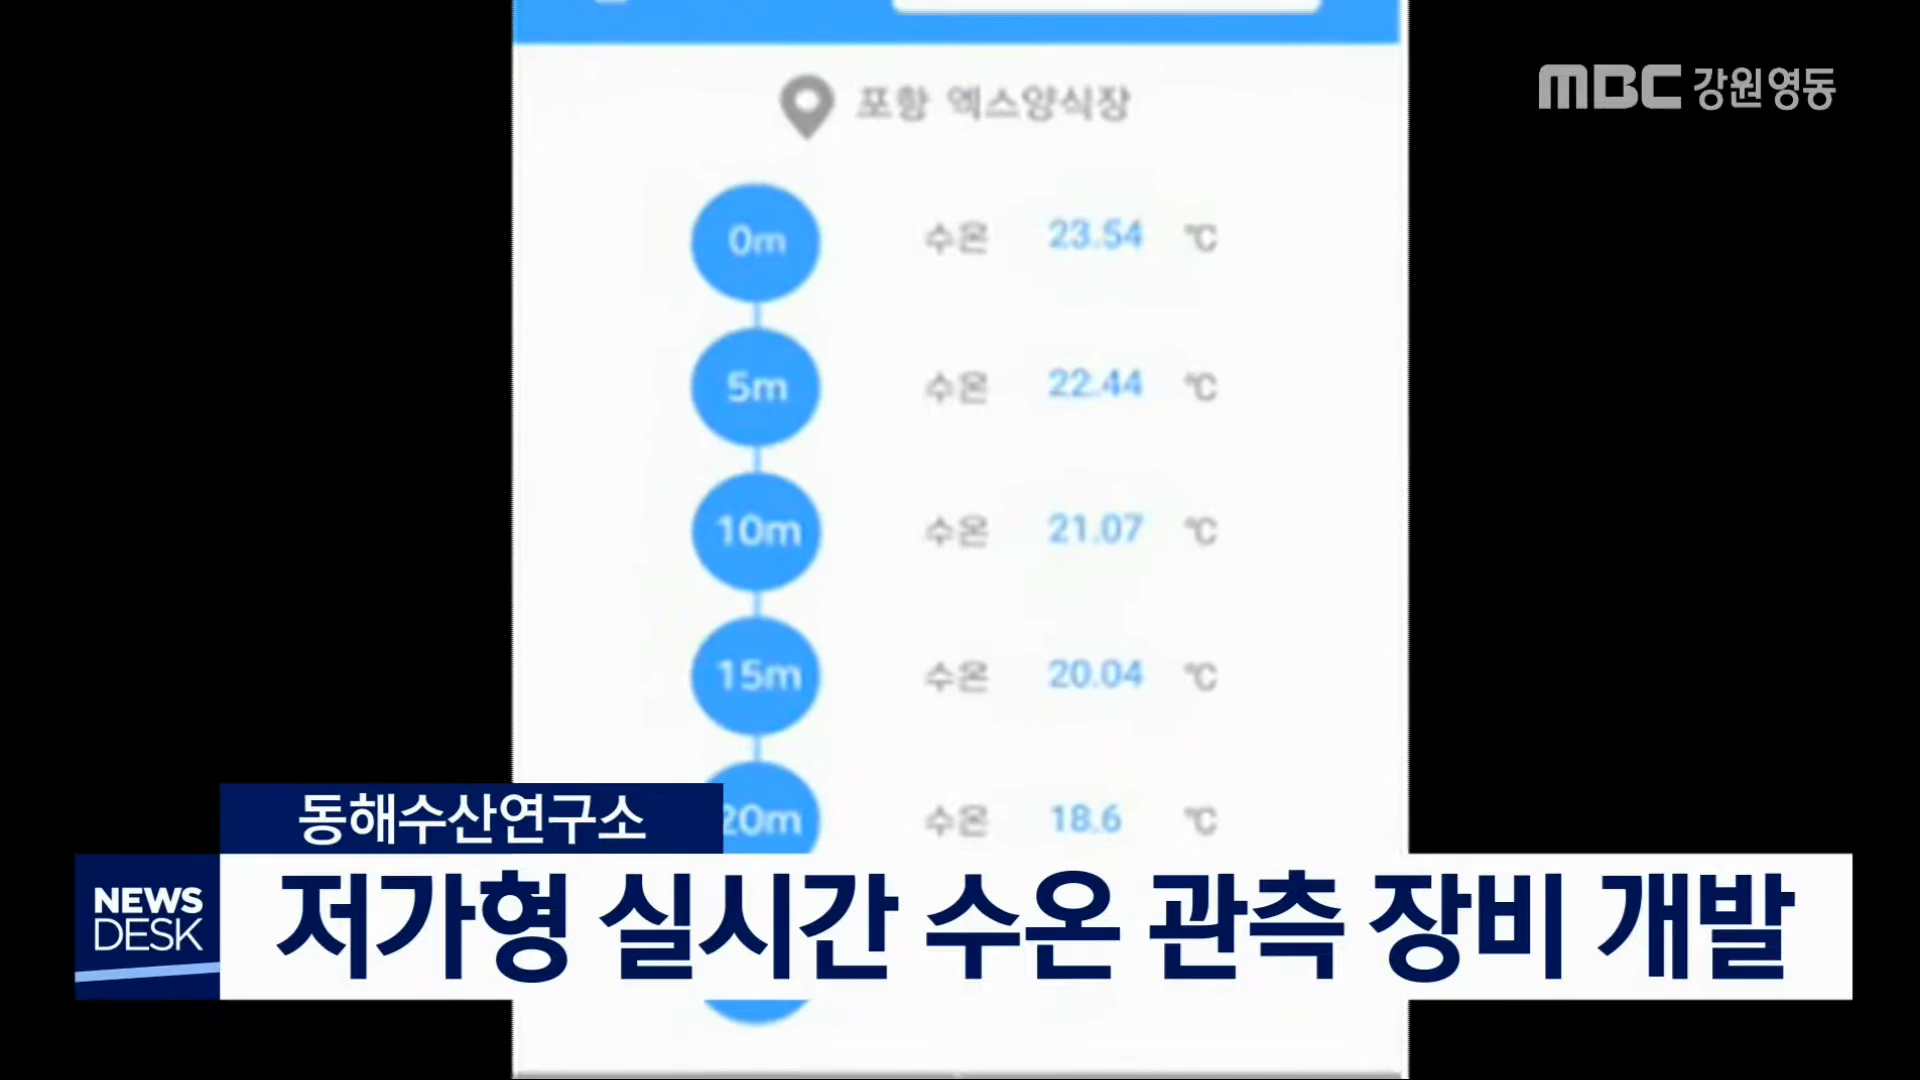 MBC 강원영동
포항 엑스양식장
0m 수온 23.54 ℃
5m 수온 22.44 ℃
10m 수온 21.07 ℃
15m 수온 20.04 ℃
20m 수온 18.6 ℃
동해수산연구소
NEWS
DESK
저가형 실시간 수온 관측 장비 개발